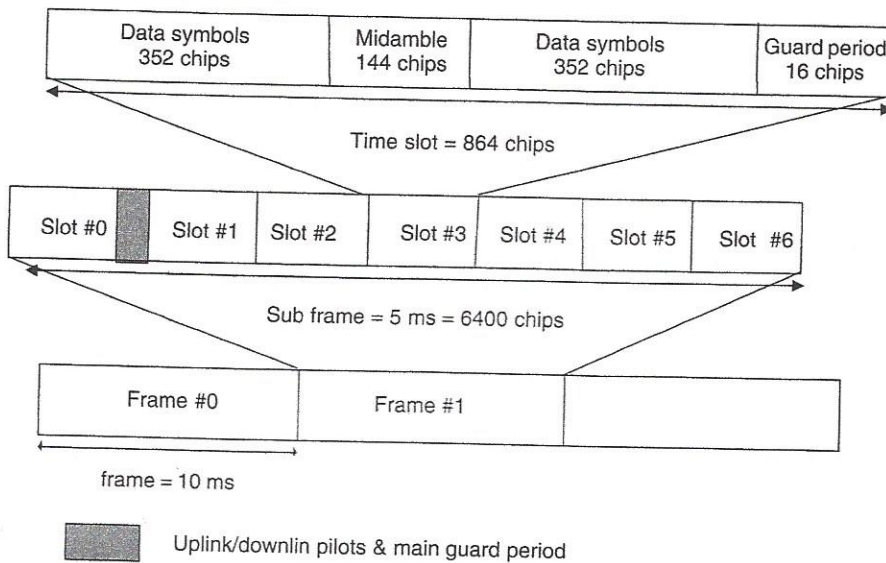 Data symbols
352 chips
Midamble
144 chips
Data symbols
352 chips
Guard period
16 chips
Time slot = 864 chips
Slot #0
Slot #1
Slot #2
Slot #3
Slot #4
Slot #5
Slot #6
Sub frame = 5 ms = 6400 chips
Frame #0
Frame #1
frame = 10 ms
Uplink/downlin pilots & main guard period